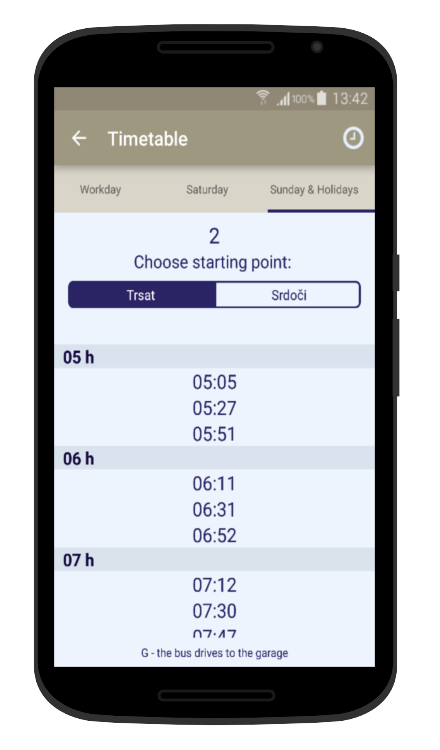 100% 13:42
Timetable
Workday Saturday Sunday & Holidays
2
Choose starting point:
Trsat Srdoči
05 h
05:05
05:27
05:51
06 h
06:11
06:31
06:52
07 h
07:12
07:30
07:47
G - the bus drives to the garage